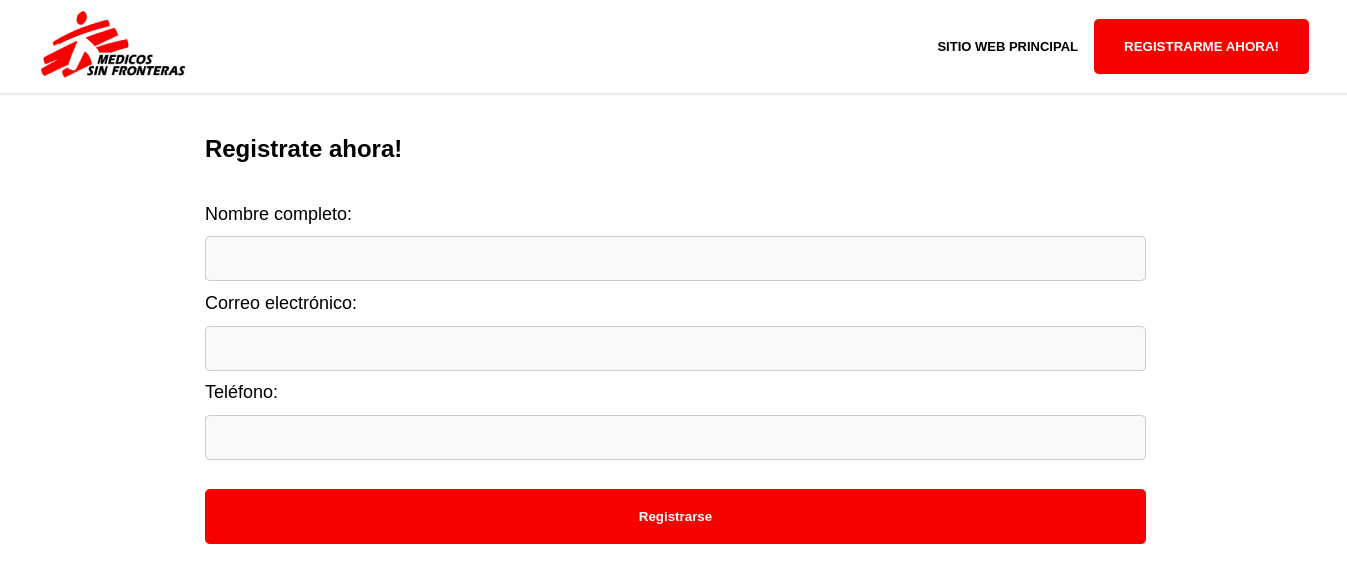 MEDICOS
SIN FRONTERAS
SITIO WEB PRINCIPAL
REGISTRARME AHORA!
Registrate ahora!
Nombre completo:
Correo electrónico:
Teléfono:
Registrarse